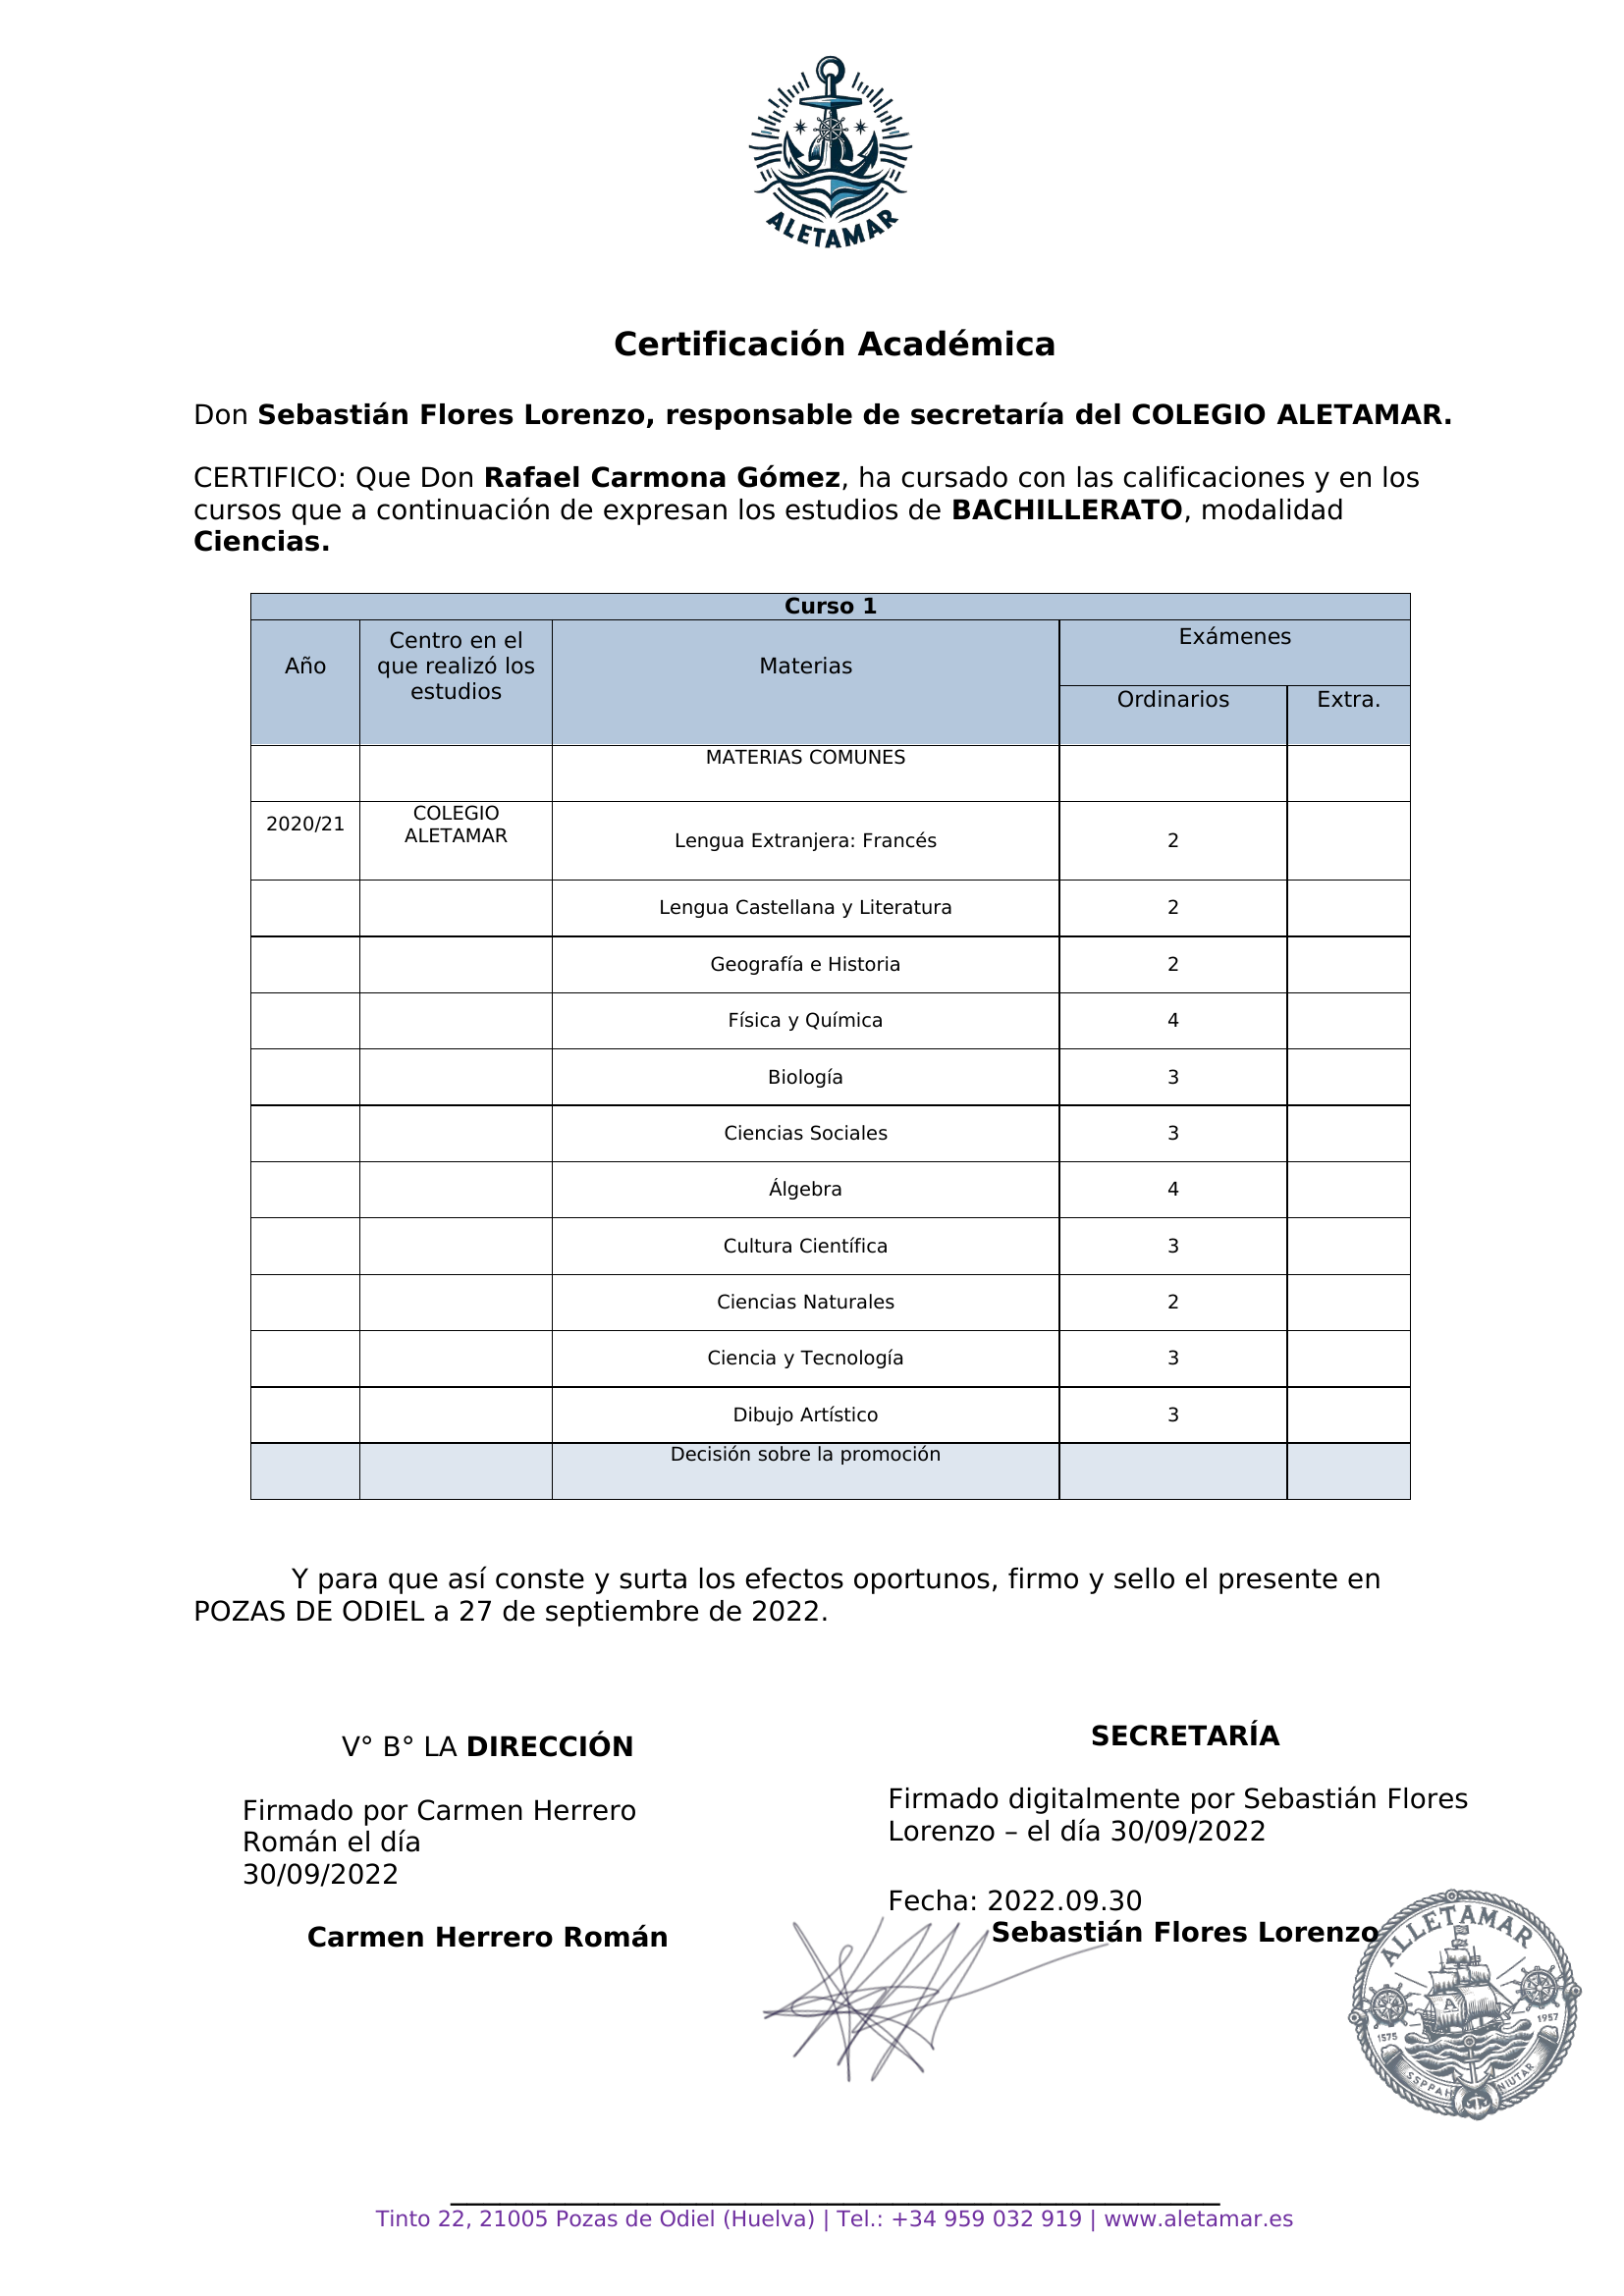 ALETAMAR
Certificación Académica
Don Sebastián Flores Lorenzo, responsable de secretaría del COLEGIO ALETAMAR.
CERTIFICO: Que Don Rafael Carmona Gómez, ha cursado con las calificaciones y en los
cursos que a continuación de expresan los estudios de BACHILLERATO, modalidad
Ciencias.
Curso 1
Año
Centro en el
que realizó los
estudios
Materias
Exámenes
Ordinarios
Extra.
MATERIAS COMUNES
2020/21
COLEGIO
ALETAMAR
Lengua Extranjera: Francés 2
Lengua Castellana y Literatura 2
Geografía e Historia 2
Física y Química 4
Biología 3
Ciencias Sociales 3
Álgebra 4
Cultura Científica 3
Ciencias Naturales 2
Ciencia y Tecnología 3
Dibujo Artístico 3
Decisión sobre la promoción
Y para que así conste y surta los efectos oportunos, firmo y sello el presente en
POZAS DE ODIEL a 27 de septiembre de 2022.
V° B° LA DIRECCIÓN
Firmado por Carmen Herrero
Román el día
30/09/2022
Carmen Herrero Román
SECRETARÍA
Firmado digitalmente por Sebastián Flores
Lorenzo – el día 30/09/2022
Fecha: 2022.09.30
Sebastián Flores Lorenzo
ALLETAMAR
A
1575
1957
SSPPAH
NIUTAR
Tinto 22, 21005 Pozas de Odiel (Huelva) | Tel.: +34 959 032 919 | www.aletamar.es